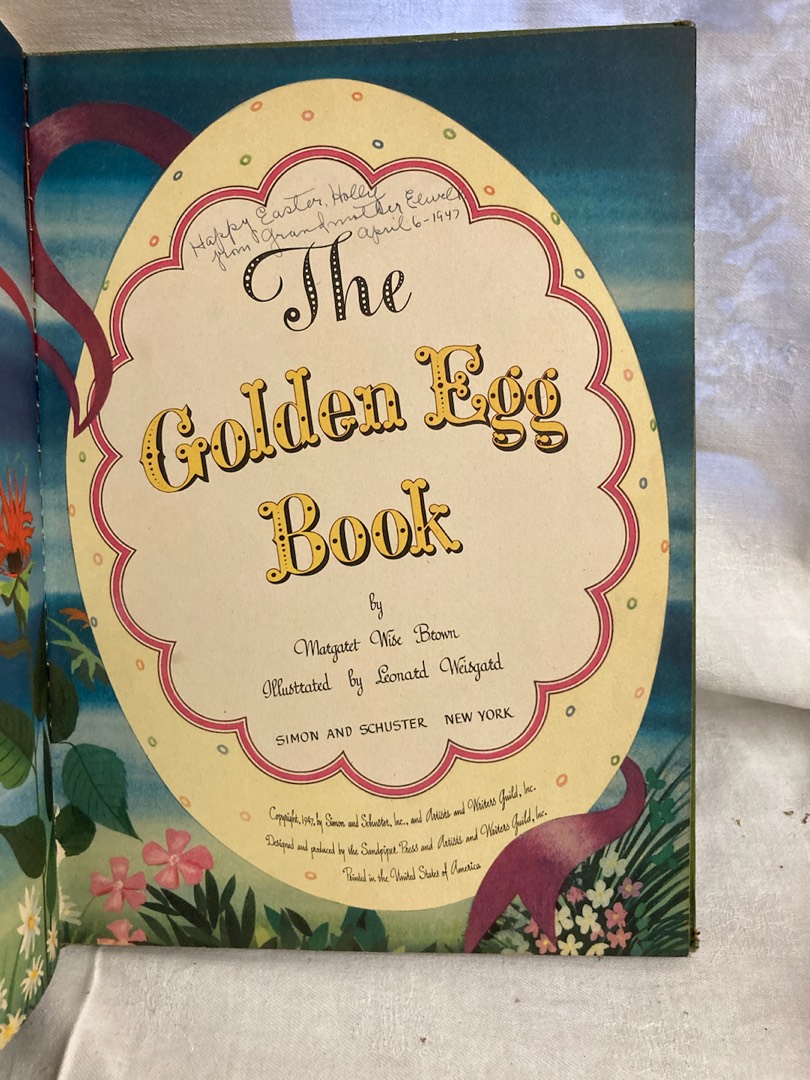 Happy Easter, Holly
from Grandmother Elwell
April 6-1947
The
Golden Egg
Book
by
Margaret Wise Brown
Illustrated by Leonard Weisgard
SIMON AND SCHUSTER NEW YORK
Copyright, 1947, by Simon and Schuster, Inc., and Artists and Writers Guild, Inc.
Designed and produced by the Sandpiper Press and Artists and Writers Guild, Inc.
Printed in the United States of America